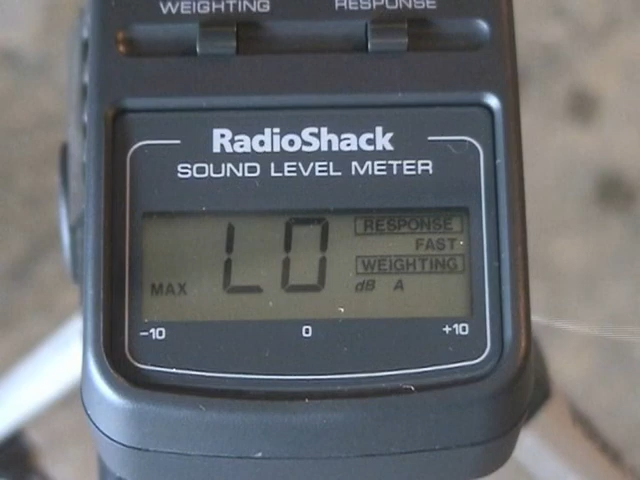 WEIGHTING RESPONSE
RadioShack
SOUND LEVEL METER
LO
RESPONSE
FAST
WEIGHTING
MAX dB A
-10 0 +10